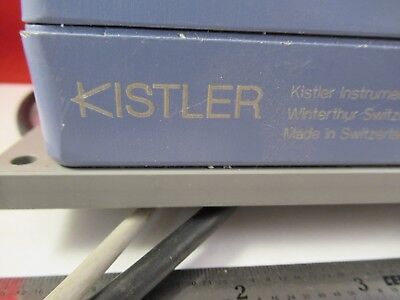 KISTLER
Kistler Instrume
Winterthur Switz
Made in Switzerla
2 3